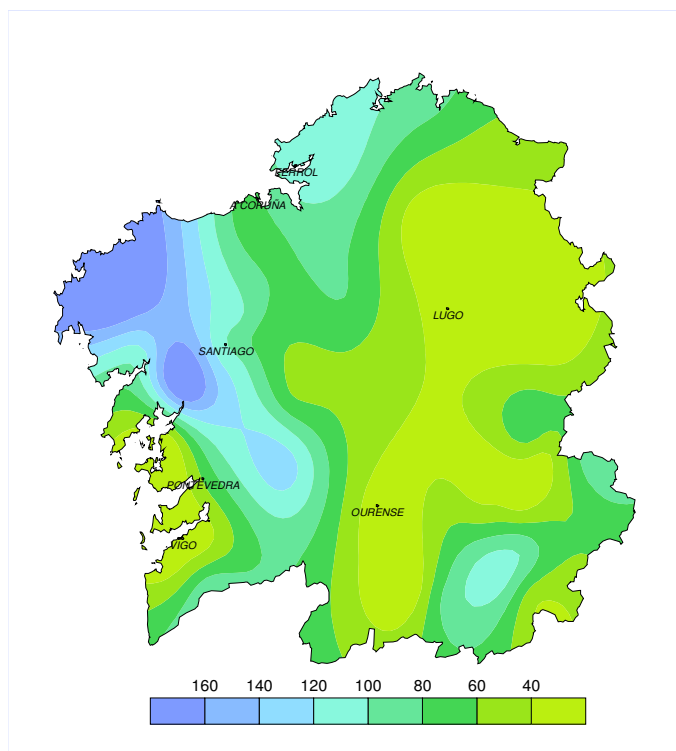 FERROL
A CORUÑA
LUGO
SANTIAGO
PONTEVEDRA
OURENSE
VIGO
160 140 120 100 80 60 40